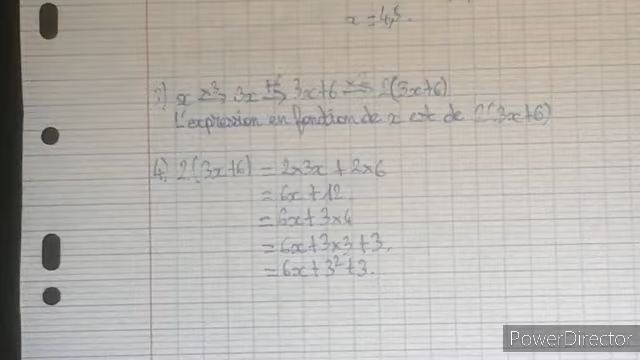 x = 4,5.
3) x ×3→ 3x +6→ 3x+6 ×2→ 2(3x+6)
L'expression en fonction de x est de 2(3x+6)
4) 2(3x+6) = 2×3x + 2×6
= 6x + 12
= 6x + 3×4
= 6x + 3×3 + 3.
= 6x + 3² + 3.
PowerDirector